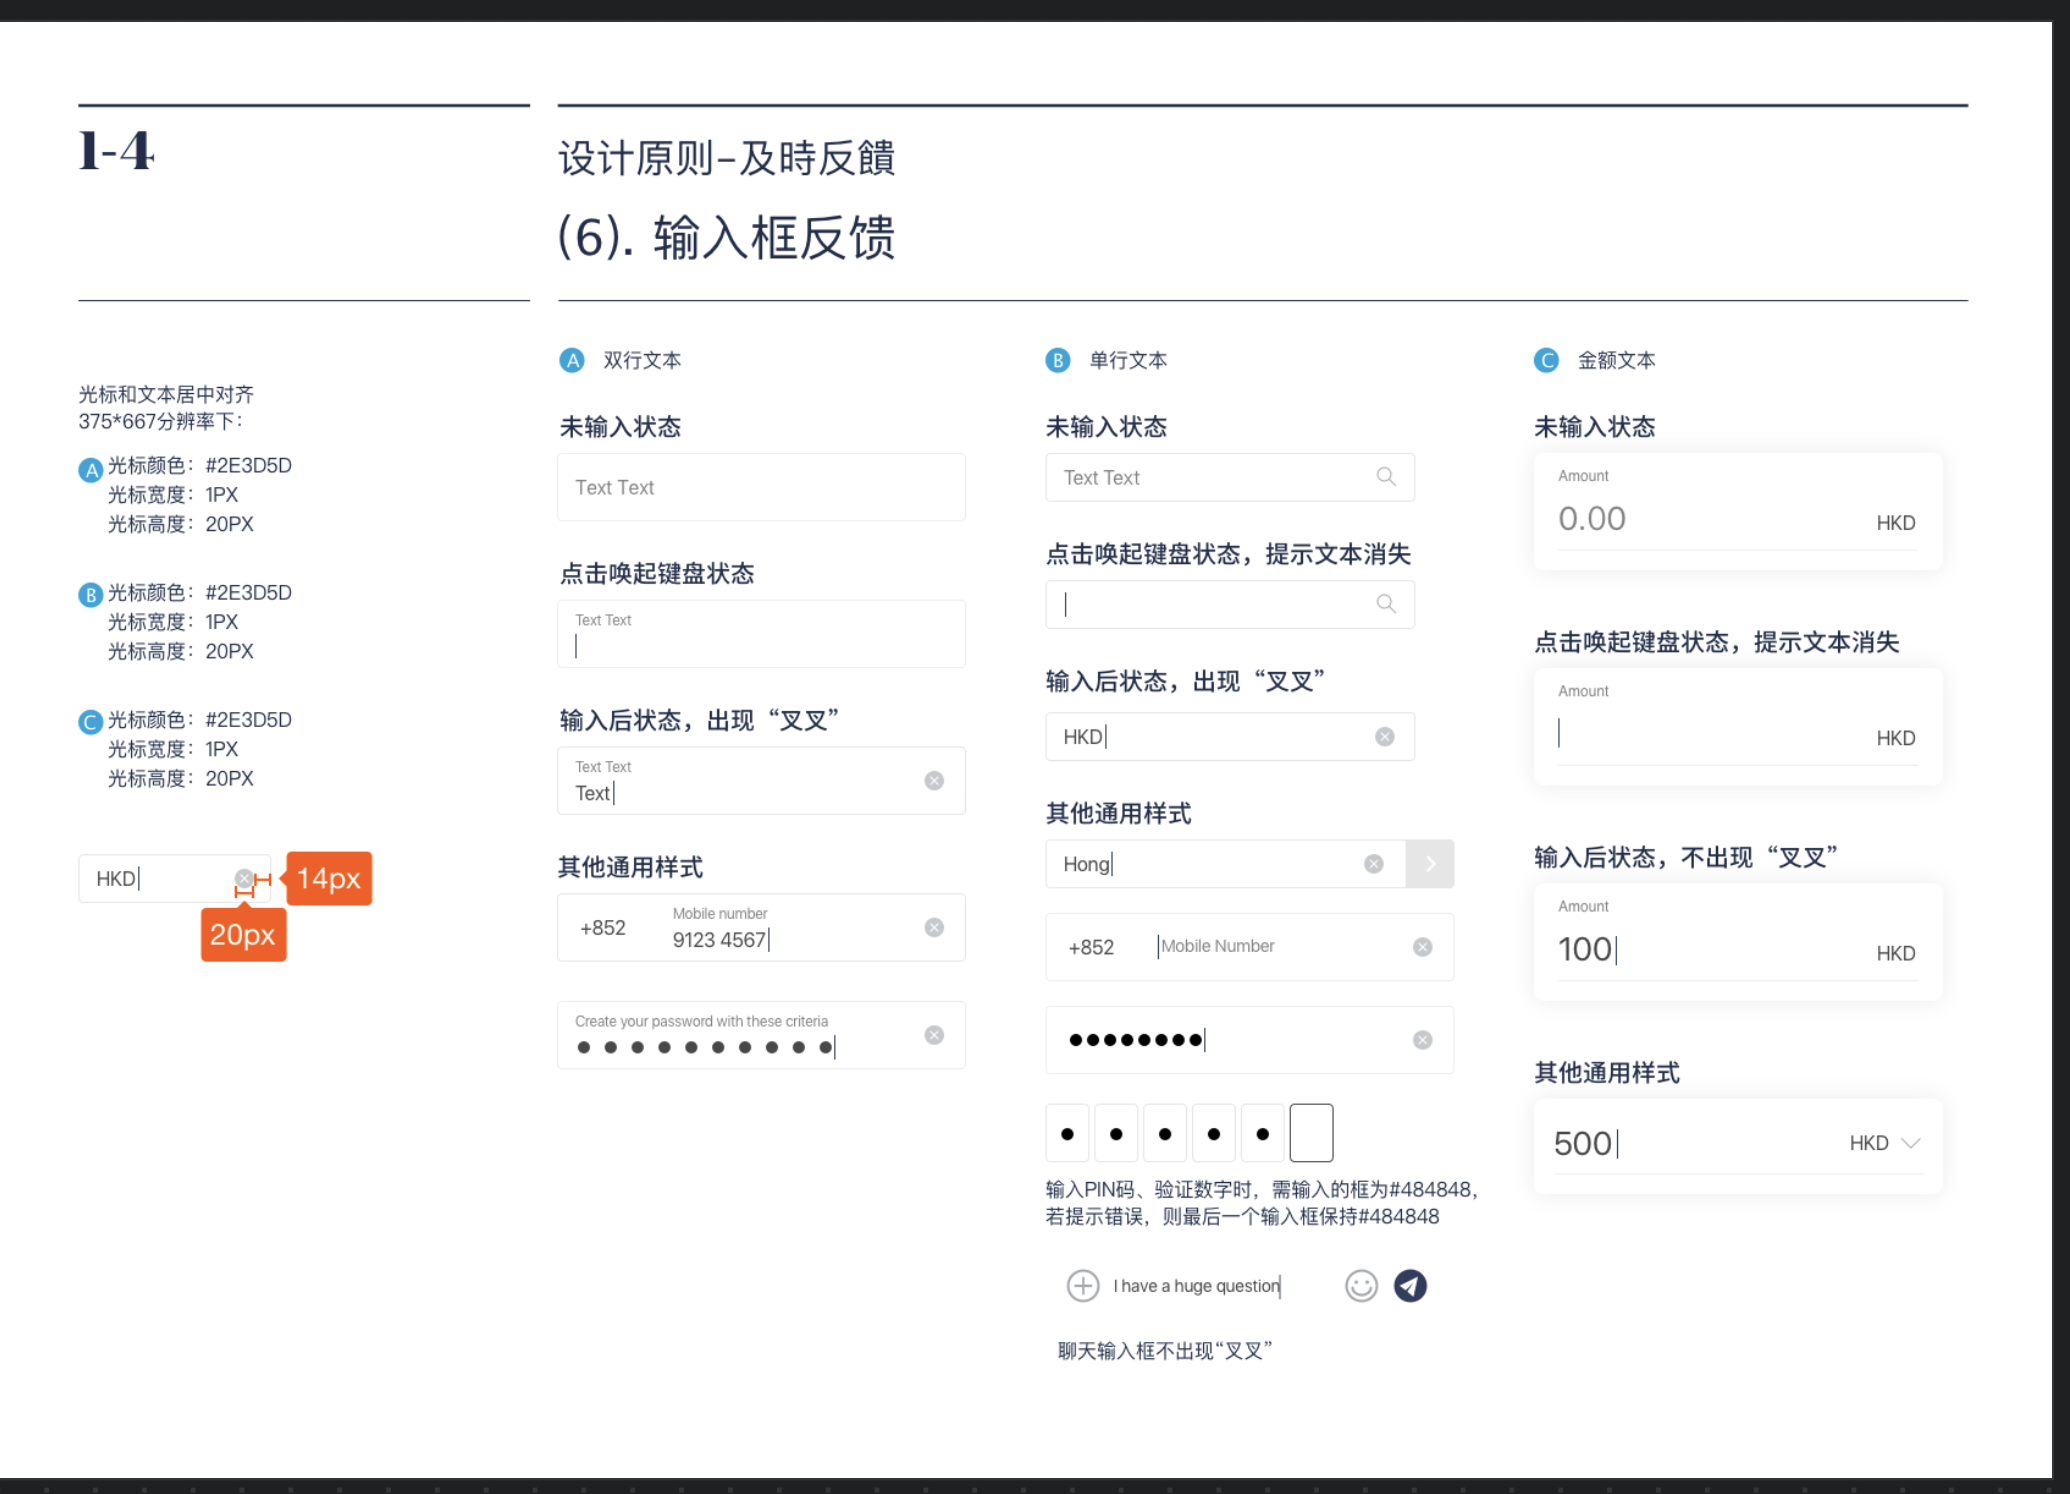 1-4
设计原则-及時反饋
(6). 输入框反馈
光标和文本居中对齐
375*667分辨率下：
A 光标颜色：#2E3D5D
光标宽度：1PX
光标高度：20PX
B 光标颜色：#2E3D5D
光标宽度：1PX
光标高度：20PX
C 光标颜色：#2E3D5D
光标宽度：1PX
光标高度：20PX
HKD
14px
20px
A 双行文本
未输入状态
Text Text
点击唤起键盘状态
Text Text
输入后状态，出现“叉叉”
Text Text
Text
其他通用样式
+852
Mobile number
9123 4567
Create your password with these criteria
B 单行文本
未输入状态
Text Text
点击唤起键盘状态，提示文本消失
输入后状态，出现“叉叉”
HKD
其他通用样式
Hong
+852 Mobile Number
输入PIN码、验证数字时，需输入的框为#484848，
若提示错误，则最后一个输入框保持#484848
I have a huge question
聊天输入框不出现“叉叉”
C 金额文本
未输入状态
Amount
0.00 HKD
点击唤起键盘状态，提示文本消失
Amount
HKD
输入后状态，不出现“叉叉”
Amount
100 HKD
其他通用样式
500 HKD